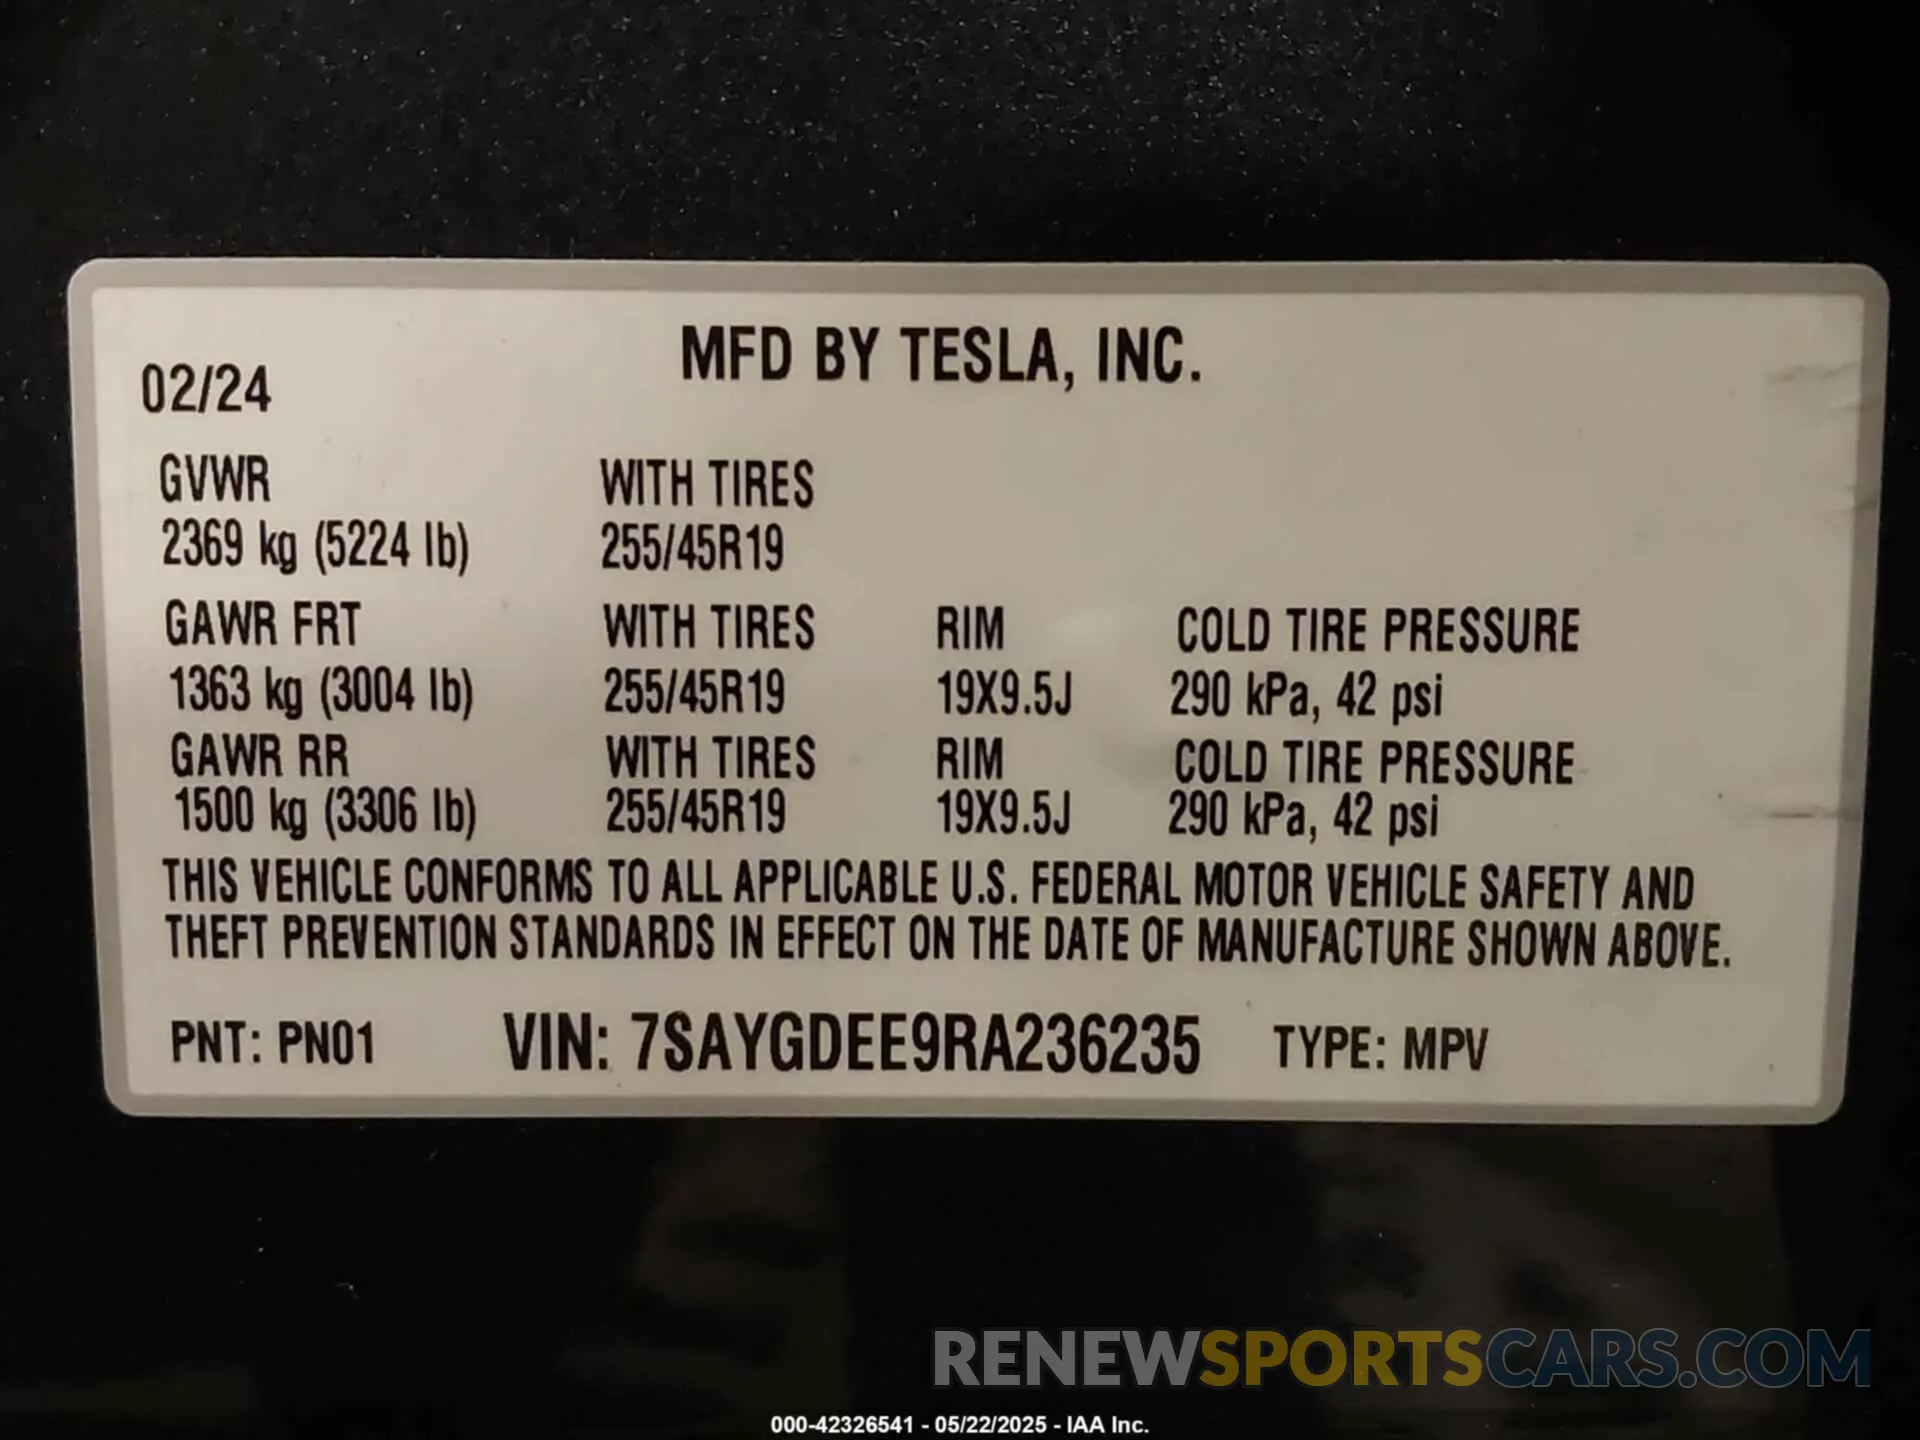 MFD BY TESLA, INC.
02/24
GVWR WITH TIRES
2369 kg (5224 lb) 255/45R19
GAWR FRT WITH TIRES RIM COLD TIRE PRESSURE
1363 kg (3004 lb) 255/45R19 19X9.5J 290 kPa, 42 psi
GAWR RR WITH TIRES RIM COLD TIRE PRESSURE
1500 kg (3306 lb) 255/45R19 19X9.5J 290 kPa, 42 psi
THIS VEHICLE CONFORMS TO ALL APPLICABLE U.S. FEDERAL MOTOR VEHICLE SAFETY AND
THEFT PREVENTION STANDARDS IN EFFECT ON THE DATE OF MANUFACTURE SHOWN ABOVE.
PNT: PN01 VIN: 7SAYGDEE9RA236235 TYPE: MPV
RENEWSPORTSCARS.COM
000-42326541 - 05/22/2025 - IAA Inc.